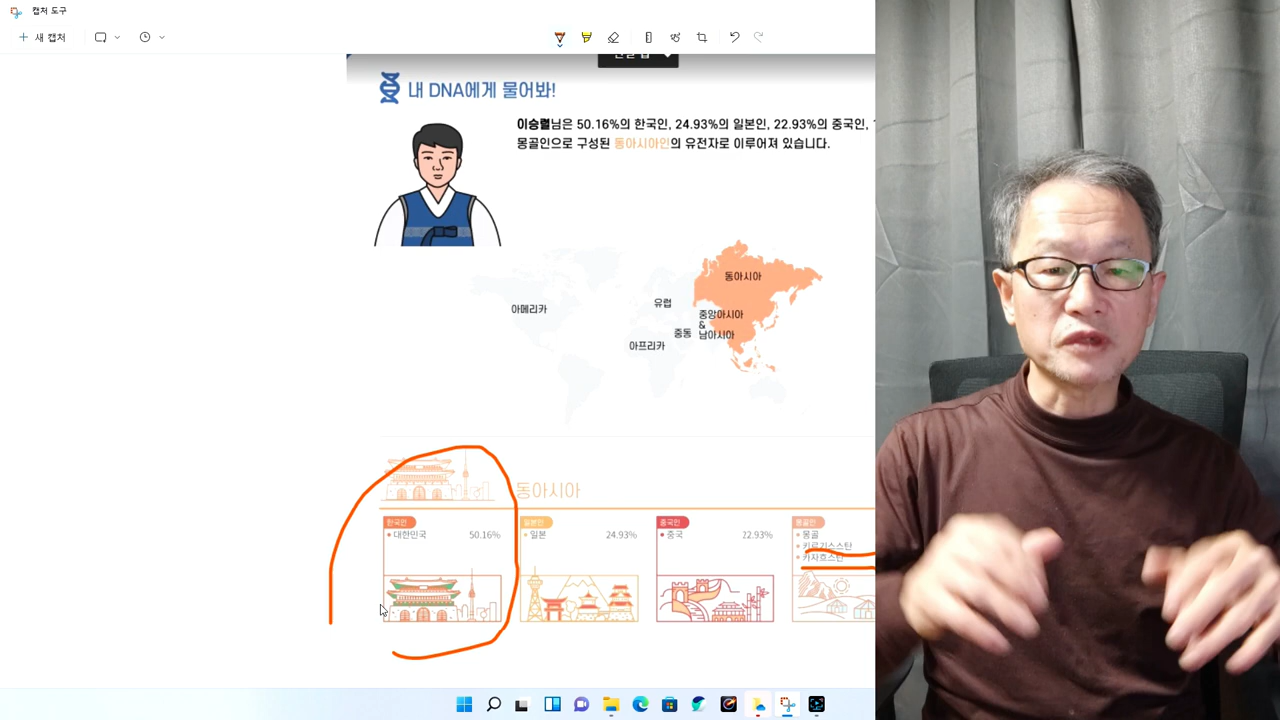 캡처 도구
새 캡처
내 DNA에게 물어봐!
이승렬님은 50.16%의 한국인, 24.93%의 일본인, 22.93%의 중국인,
몽골인으로 구성된 동아시아인의 유전자로 이루어져 있습니다.
동아시아
유럽
아메리카
중앙아시아
&
중동
남아시아
아프리카
동아시아
한국인
대한민국 50.16%
일본인
일본 24.93%
중국인
중국 22.93%
몽골인
몽골
키르기스스탄
카자흐스탄